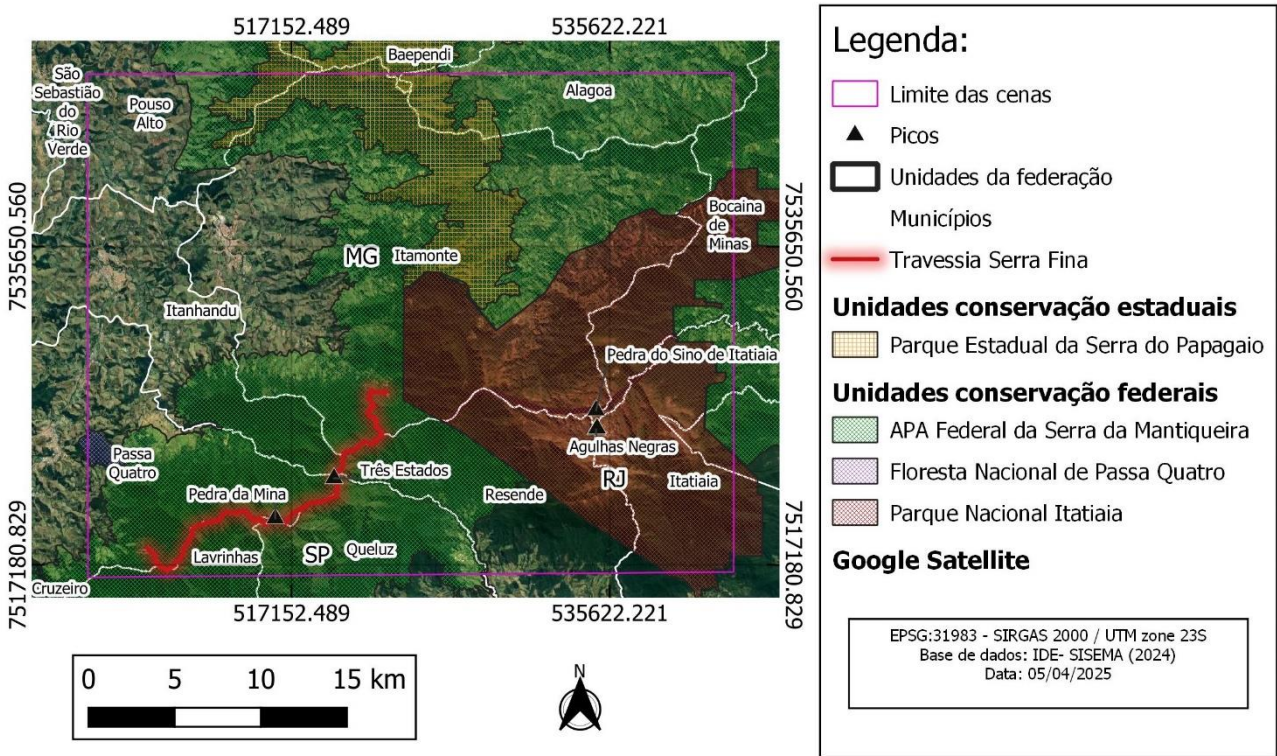 517152.489
535622.221
7535650.560
7517180.829
São
Sebastião
do
Rio
Verde
Pouso
Alto
Baependi
Alagoa
Bocaina
de
Minas
MG
Itamonte
Itanhandu
Pedra do Sino de Itatiaia
Agulhas Negras
Passa
Quatro
Três Estados
RJ
Itatiaia
Pedra da Mina
Resende
Lavrinhas
SP
Queluz
Cruzeiro
7535650.560
7517180.829
517152.489
535622.221
0 5 10 15 km
N
Legenda:
Limite das cenas
Picos
Unidades da federação
Municípios
Travessia Serra Fina
Unidades conservação estaduais
Parque Estadual da Serra do Papagaio
Unidades conservação federais
APA Federal da Serra da Mantiqueira
Floresta Nacional de Passa Quatro
Parque Nacional Itatiaia
Google Satellite
EPSG:31983 - SIRGAS 2000 / UTM zone 23S
Base de dados: IDE- SISEMA (2024)
Data: 05/04/2025